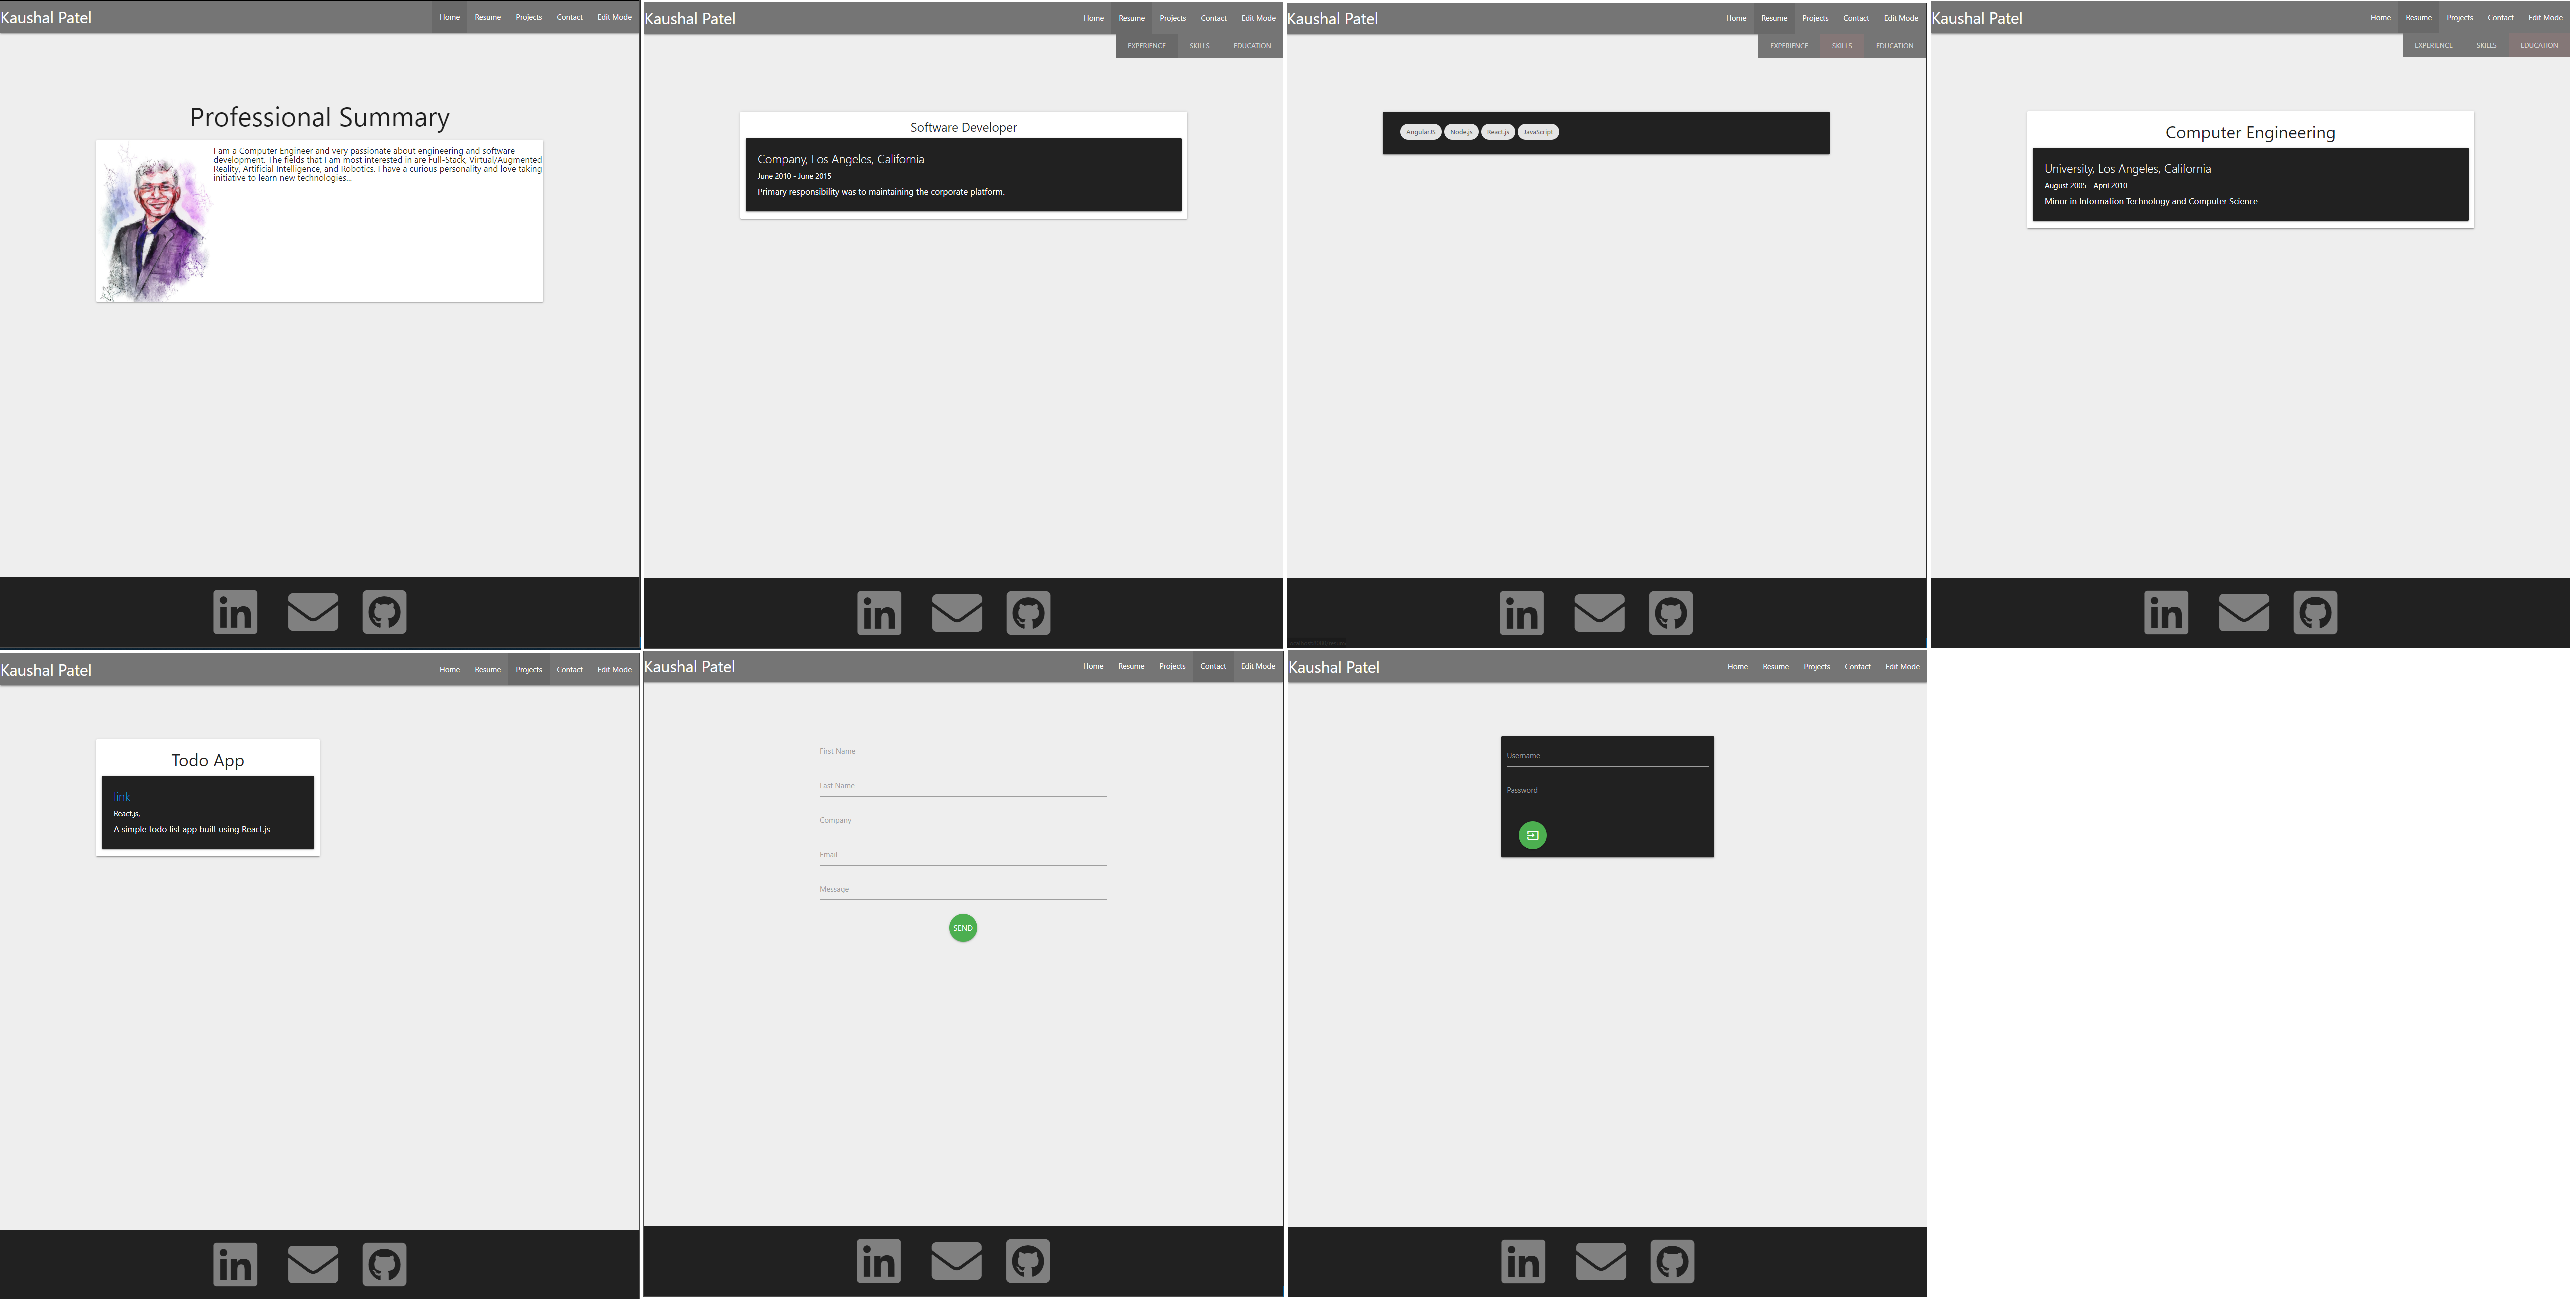 Kaushal Patel
Home Resume Projects Contact Edit Mode
Professional Summary
I am a Computer Engineer and very passionate about engineering and software
development. The fields that I am most interested in are Full-Stack, Virtual/Augmented
Reality, Artificial Intelligence, and Robotics. I have a curious personality and love taking
initiative to learn new technologies...
in
Kaushal Patel
Home Resume Projects Contact Edit Mode
EXPERIENCE SKILLS EDUCATION
Software Developer
Company, Los Angeles, California
June 2010 - June 2015
Primary responsibility was to maintaining the corporate platform.
in
Kaushal Patel
Home Resume Projects Contact Edit Mode
EXPERIENCE SKILLS EDUCATION
AngularJS Node.js React.js JavaScript
in
Kaushal Patel
Home Resume Projects Contact Edit Mode
EXPERIENCE SKILLS EDUCATION
Computer Engineering
University, Los Angeles, California
August 2005 - April 2010
Minor in Information Technology and Computer Science
in
Kaushal Patel
Home Resume Projects Contact Edit Mode
Todo App
link
React.js,
A simple todo list app built using React.js
in
Kaushal Patel
Home Resume Projects Contact Edit Mode
First Name
Last Name
Company
Email
Message
SEND
in
Kaushal Patel
Home Resume Projects Contact Edit Mode
Username
Password
in